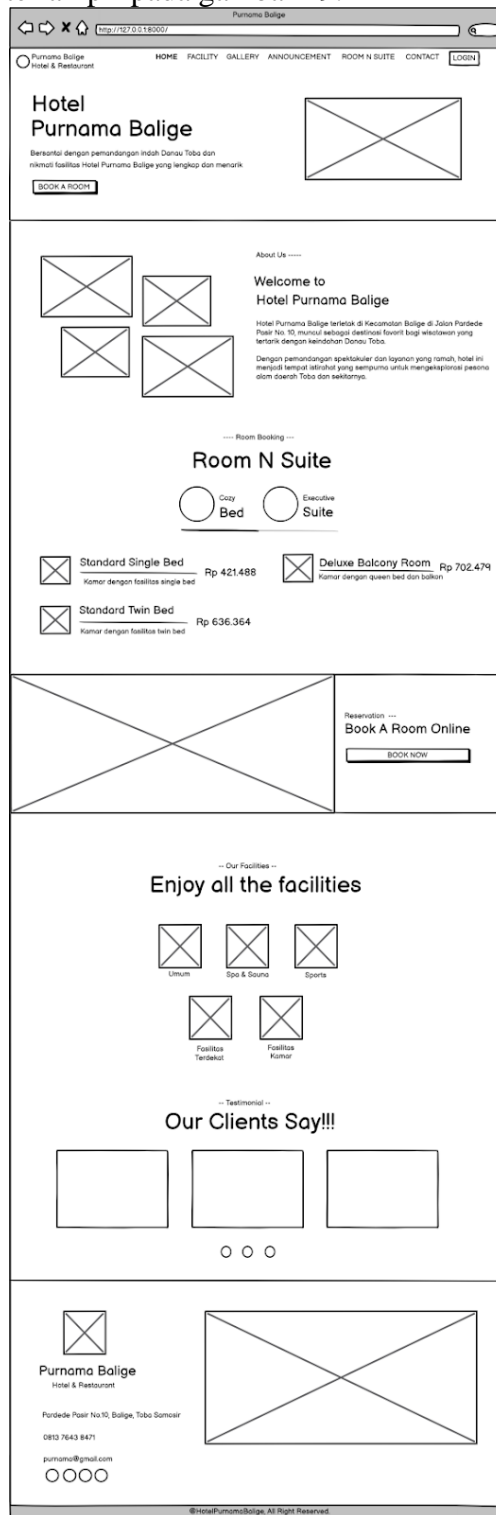 Purnama Balige
http://127.0.0.1:8000/
Purnama Balige
Hotel & Restaurant
HOME FACILITY GALLERY ANNOUNCEMENT ROOM N SUITE CONTACT LOGIN
Hotel
Purnama Balige
Bersantai dengan pemandangan indah Danau Toba dan
nikmati fasilitas Hotel Purnama Balige yang lengkap dan menarik
BOOK A ROOM
About Us -----
Welcome to
Hotel Purnama Balige
Hotel Purnama Balige terletak di Kecamatan Balige di Jalan Pardede
Pasir No. 10, muncul sebagai destinasi favorit bagi wisatawan yang
tertarik dengan keindahan Danau Toba.
Dengan pemandangan spektakuler dan layanan yang ramah, hotel ini
menjadi tempat istirahat yang sempurna untuk mengeksplorasi pesona
alam daerah Toba dan sekitarnya.
---- Room Booking ---
Room N Suite
Cozy
Bed
Executive
Suite
Standard Single Bed
Rp 421.488
Kamar dengan fasilitas single bed
Deluxe Balcony Room
Rp 702.479
Kamar dengan queen bed dan balkon
Standard Twin Bed
Rp 636.364
Kamar dengan fasilitas twin bed
Reservation ---
Book A Room Online
BOOK NOW
-- Our Facilities --
Enjoy all the facilities
Umum
Spa & Sauna
Sports
Fasilitas
Terdekat
Fasilitas
Kamar
-- Testimonial --
Our Clients Say!!!
Purnama Balige
Hotel & Restaurant
Pardede Pasir No.10, Balige, Toba Samosir
0813 7643 8471
purnama@gmail.com
@HotelPurnamaBalige, All Right Reserved.